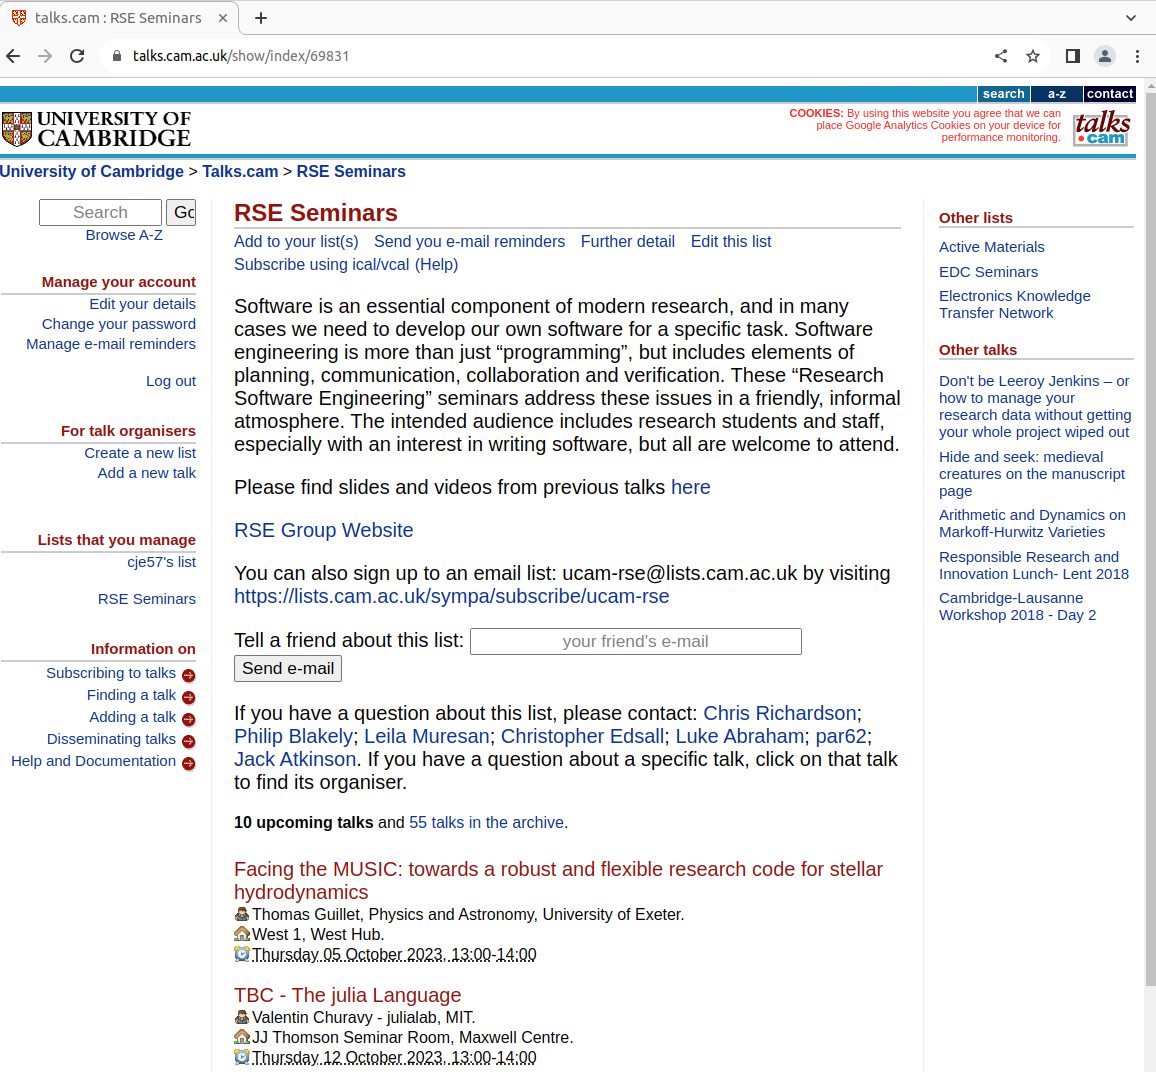 talks.cam : RSE Seminars
talks.cam.ac.uk/show/index/69831
search a-z contact
UNIVERSITY OF
CAMBRIDGE
COOKIES: By using this website you agree that we can
place Google Analytics Cookies on your device for
performance monitoring.
talks
.cam
University of Cambridge > Talks.cam > RSE Seminars
Search Go
Browse A-Z
Manage your account
Edit your details
Change your password
Manage e-mail reminders
Log out
For talk organisers
Create a new list
Add a new talk
Lists that you manage
cje57's list
RSE Seminars
Information on
Subscribing to talks
Finding a talk
Adding a talk
Disseminating talks
Help and Documentation
RSE Seminars
Add to your list(s) Send you e-mail reminders Further detail Edit this list
Subscribe using ical/vcal (Help)
Software is an essential component of modern research, and in many
cases we need to develop our own software for a specific task. Software
engineering is more than just “programming”, but includes elements of
planning, communication, collaboration and verification. These “Research
Software Engineering” seminars address these issues in a friendly, informal
atmosphere. The intended audience includes research students and staff,
especially with an interest in writing software, but all are welcome to attend.
Please find slides and videos from previous talks here
RSE Group Website
You can also sign up to an email list: ucam-rse@lists.cam.ac.uk by visiting
https://lists.cam.ac.uk/sympa/subscribe/ucam-rse
Tell a friend about this list: your friend's e-mail
Send e-mail
If you have a question about this list, please contact: Chris Richardson;
Philip Blakely; Leila Muresan; Christopher Edsall; Luke Abraham; par62;
Jack Atkinson. If you have a question about a specific talk, click on that talk
to find its organiser.
10 upcoming talks and 55 talks in the archive.
Facing the MUSIC: towards a robust and flexible research code for stellar
hydrodynamics
Thomas Guillet, Physics and Astronomy, University of Exeter.
West 1, West Hub.
Thursday 05 October 2023, 13:00-14:00
TBC - The julia Language
Valentin Churavy - julialab, MIT.
JJ Thomson Seminar Room, Maxwell Centre.
Thursday 12 October 2023, 13:00-14:00
Other lists
Active Materials
EDC Seminars
Electronics Knowledge
Transfer Network
Other talks
Don't be Leeroy Jenkins – or
how to manage your
research data without getting
your whole project wiped out
Hide and seek: medieval
creatures on the manuscript
page
Arithmetic and Dynamics on
Markoff-Hurwitz Varieties
Responsible Research and
Innovation Lunch- Lent 2018
Cambridge-Lausanne
Workshop 2018 - Day 2